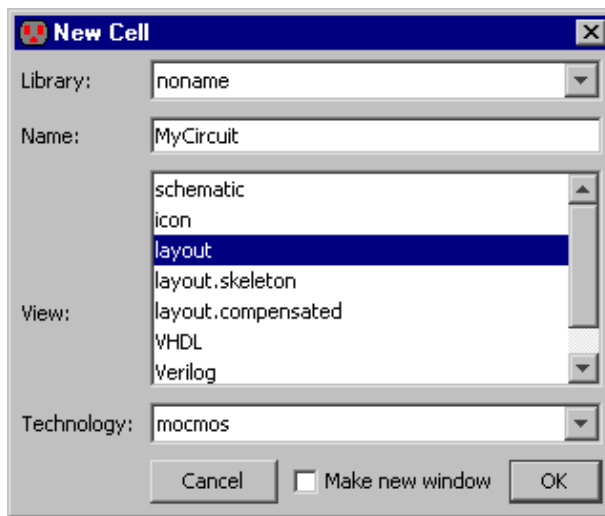 New Cell
Library: noname
Name: MyCircuit
schematic
icon
layout
layout.skeleton
View: layout.compensated
VHDL
Verilog
Technology: mocmos
Cancel Make new window OK